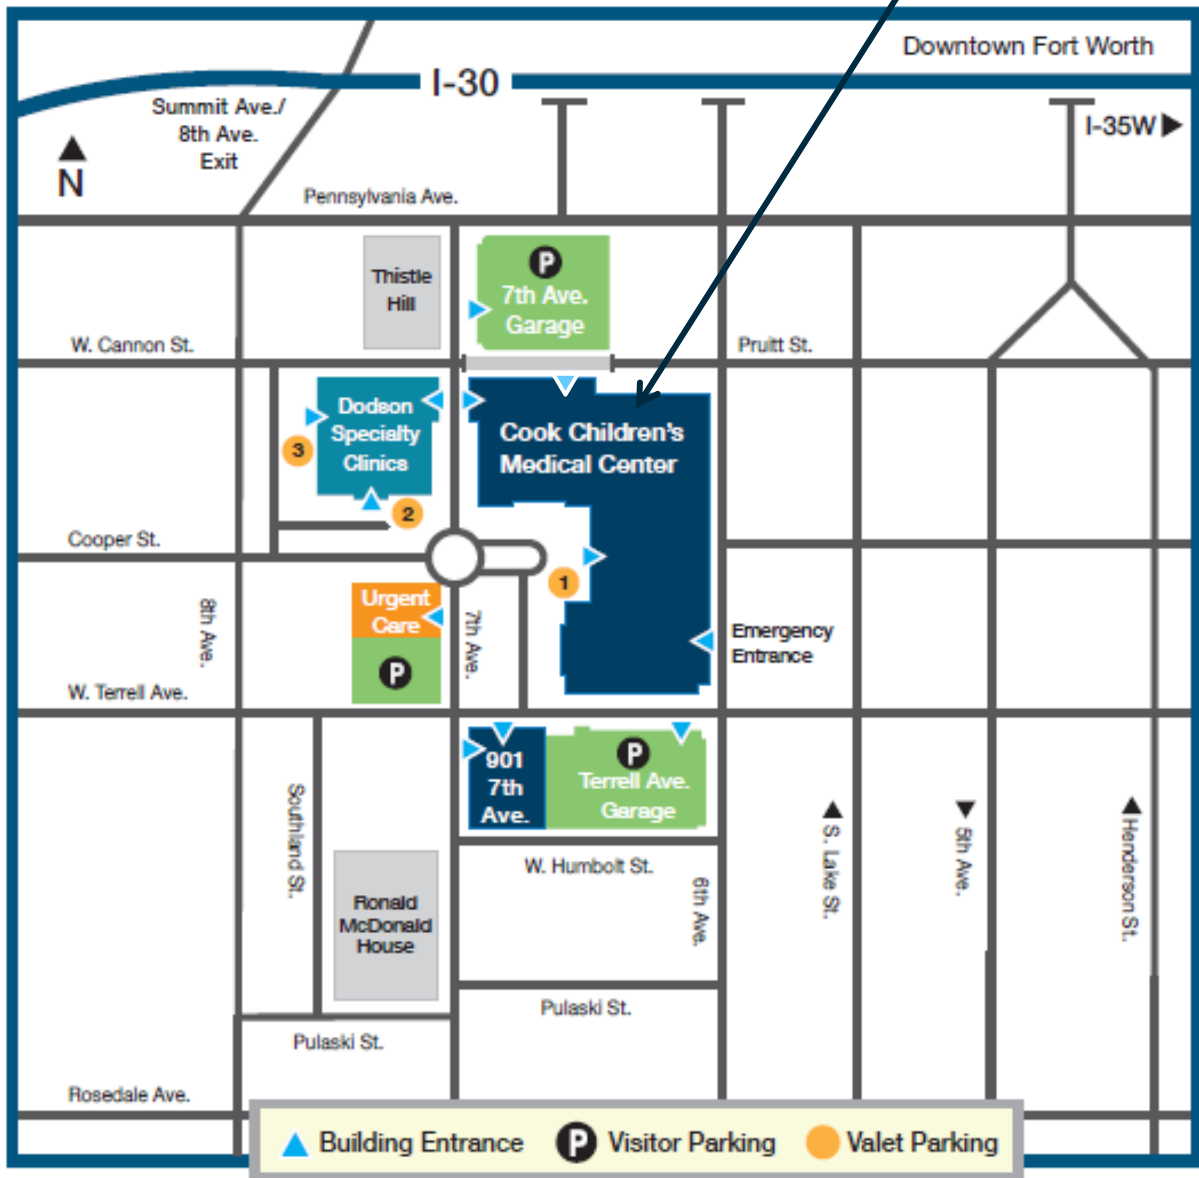 Downtown Fort Worth
I-30
Summit Ave./
8th Ave.
Exit
I-35W
N
Pennsylvania Ave.
Thistle
Hill
P
7th Ave.
Garage
W. Cannon St.
Pruitt St.
Dodson
Specialty
Clinics
3
2
Cook Children's
Medical Center
Cooper St.
1
Urgent
Care
P
8th Ave.
7th Ave.
Emergency
Entrance
W. Terrell Ave.
901
7th
Ave.
P
Terrell Ave.
Garage
Southland St.
W. Humbolt St.
6th Ave.
S. Lake St.
5th Ave.
Henderson St.
Ronald
McDonald
House
Pulaski St.
Pulaski St.
Rosedale Ave.
Building Entrance
P Visitor Parking
Valet Parking